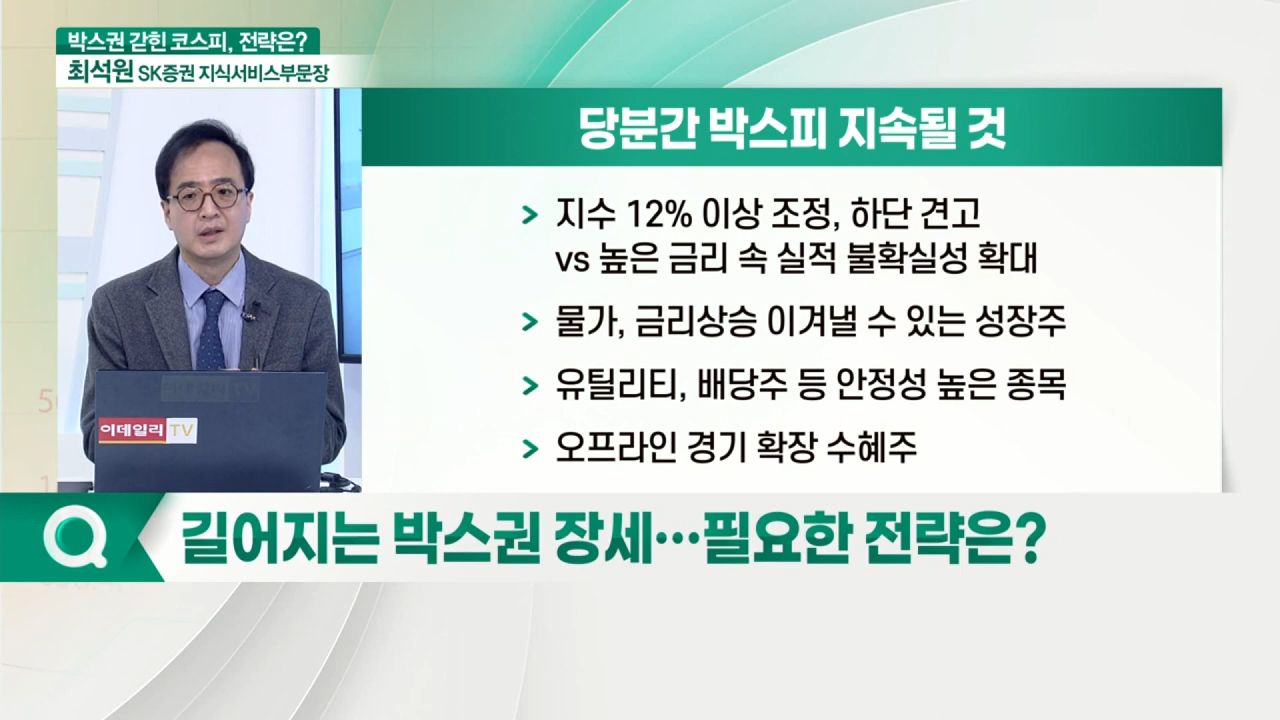 박스권 갇힌 코스피, 전략은?
최석원 SK증권 지식서비스부문장
당분간 박스피 지속될 것
> 지수 12% 이상 조정, 하단 견고
vs 높은 금리 속 실적 불확실성 확대
> 물가, 금리상승 이겨낼 수 있는 성장주
> 유틸리티, 배당주 등 안정성 높은 종목
> 오프라인 경기 확장 수혜주
이데일리 TV
Q 길어지는 박스권 장세…필요한 전략은?